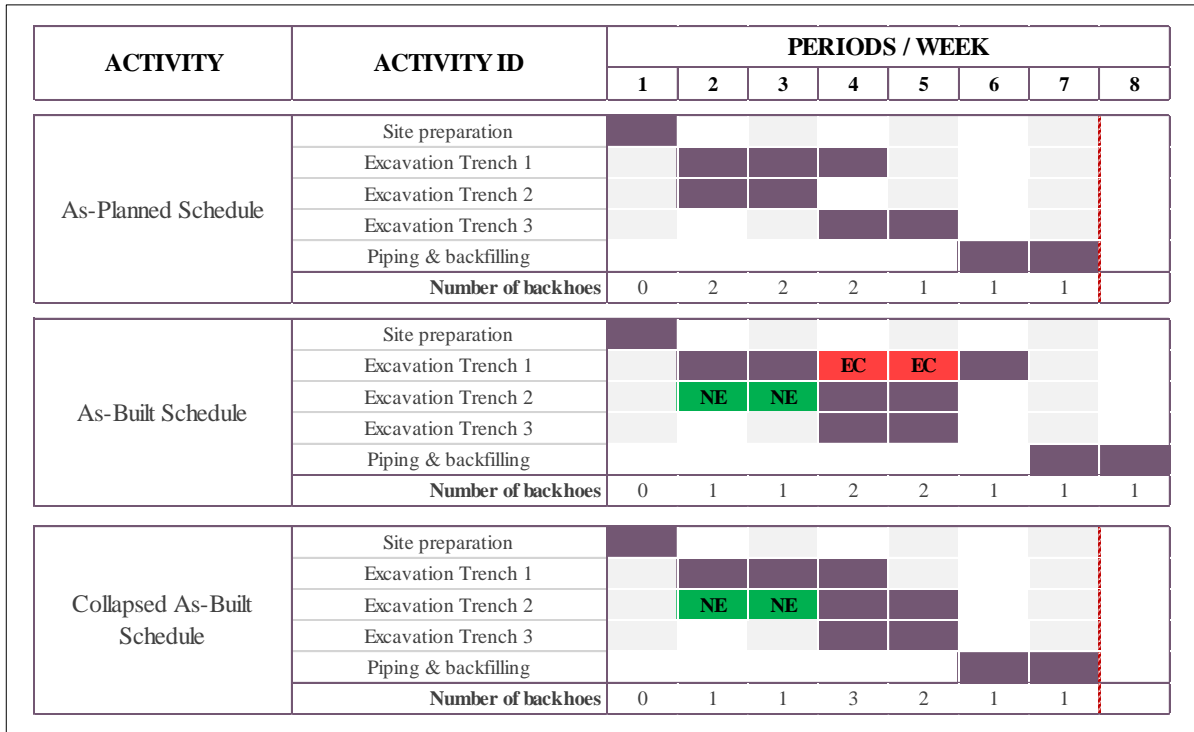 ACTIVITY ACTIVITY ID PERIODS / WEEK
1 2 3 4 5 6 7 8
As-Planned Schedule
Site preparation
Excavation Trench 1
Excavation Trench 2
Excavation Trench 3
Piping & backfilling
Number of backhoes 0 2 2 2 1 1 1
As-Built Schedule
Site preparation
Excavation Trench 1 EC EC
Excavation Trench 2 NE NE
Excavation Trench 3
Piping & backfilling
Number of backhoes 0 1 1 2 2 1 1 1
Collapsed As-Built
Schedule
Site preparation
Excavation Trench 1
Excavation Trench 2 NE NE
Excavation Trench 3
Piping & backfilling
Number of backhoes 0 1 1 3 2 1 1